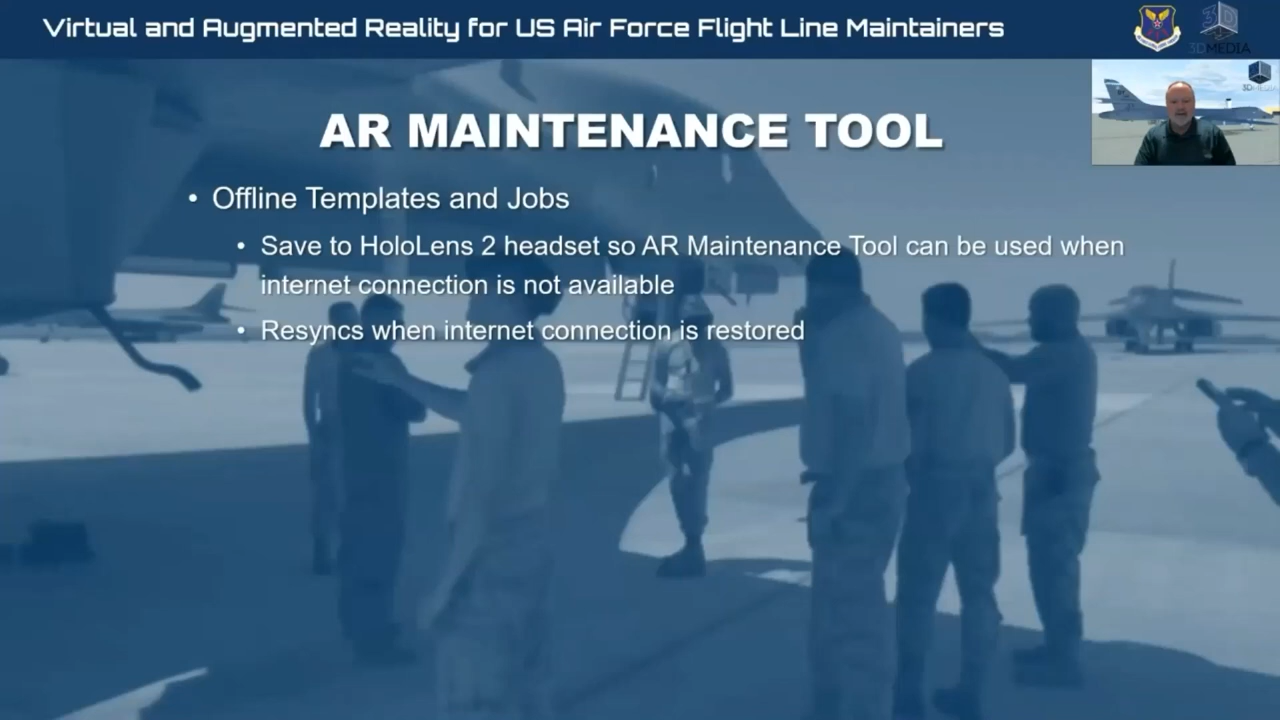 Virtual and Augmented Reality for US Air Force Flight Line Maintainers
3D MEDIA
AR MAINTENANCE TOOL
• Offline Templates and Jobs
• Save to HoloLens 2 headset so AR Maintenance Tool can be used when
internet connection is not available
• Resyncs when internet connection is restored